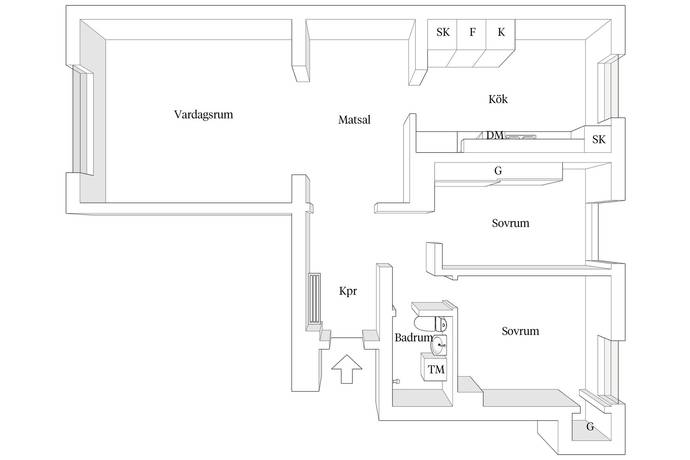 SK F K
Vardagsrum
Matsal
Kök
DM
SK
G
Sovrum
Kpr
Badrum
Sovrum
TM
G